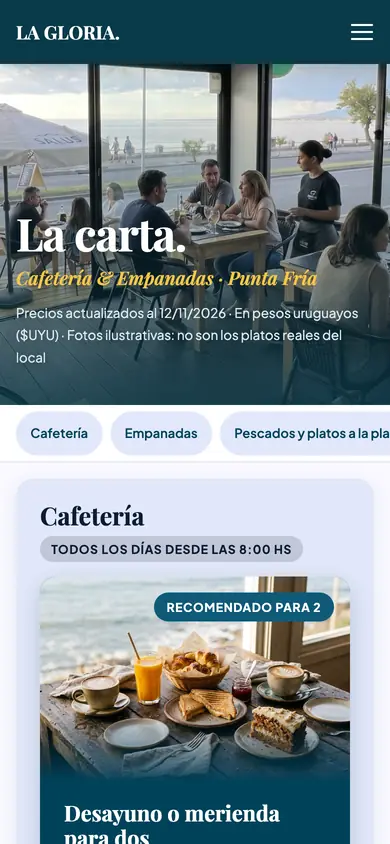 LA GLORIA.
SALUS
La carta.
Cafetería & Empanadas · Punta Fría
Precios actualizados al 12/11/2026 · En pesos uruguayos
($UYU) · Fotos ilustrativas: no son los platos reales del
local
Cafetería
Empanadas
Pescados y platos a la pla
Cafetería
TODOS LOS DÍAS DESDE LAS 8:00 HS
RECOMENDADO PARA 2
Desayuno o merienda
para dos